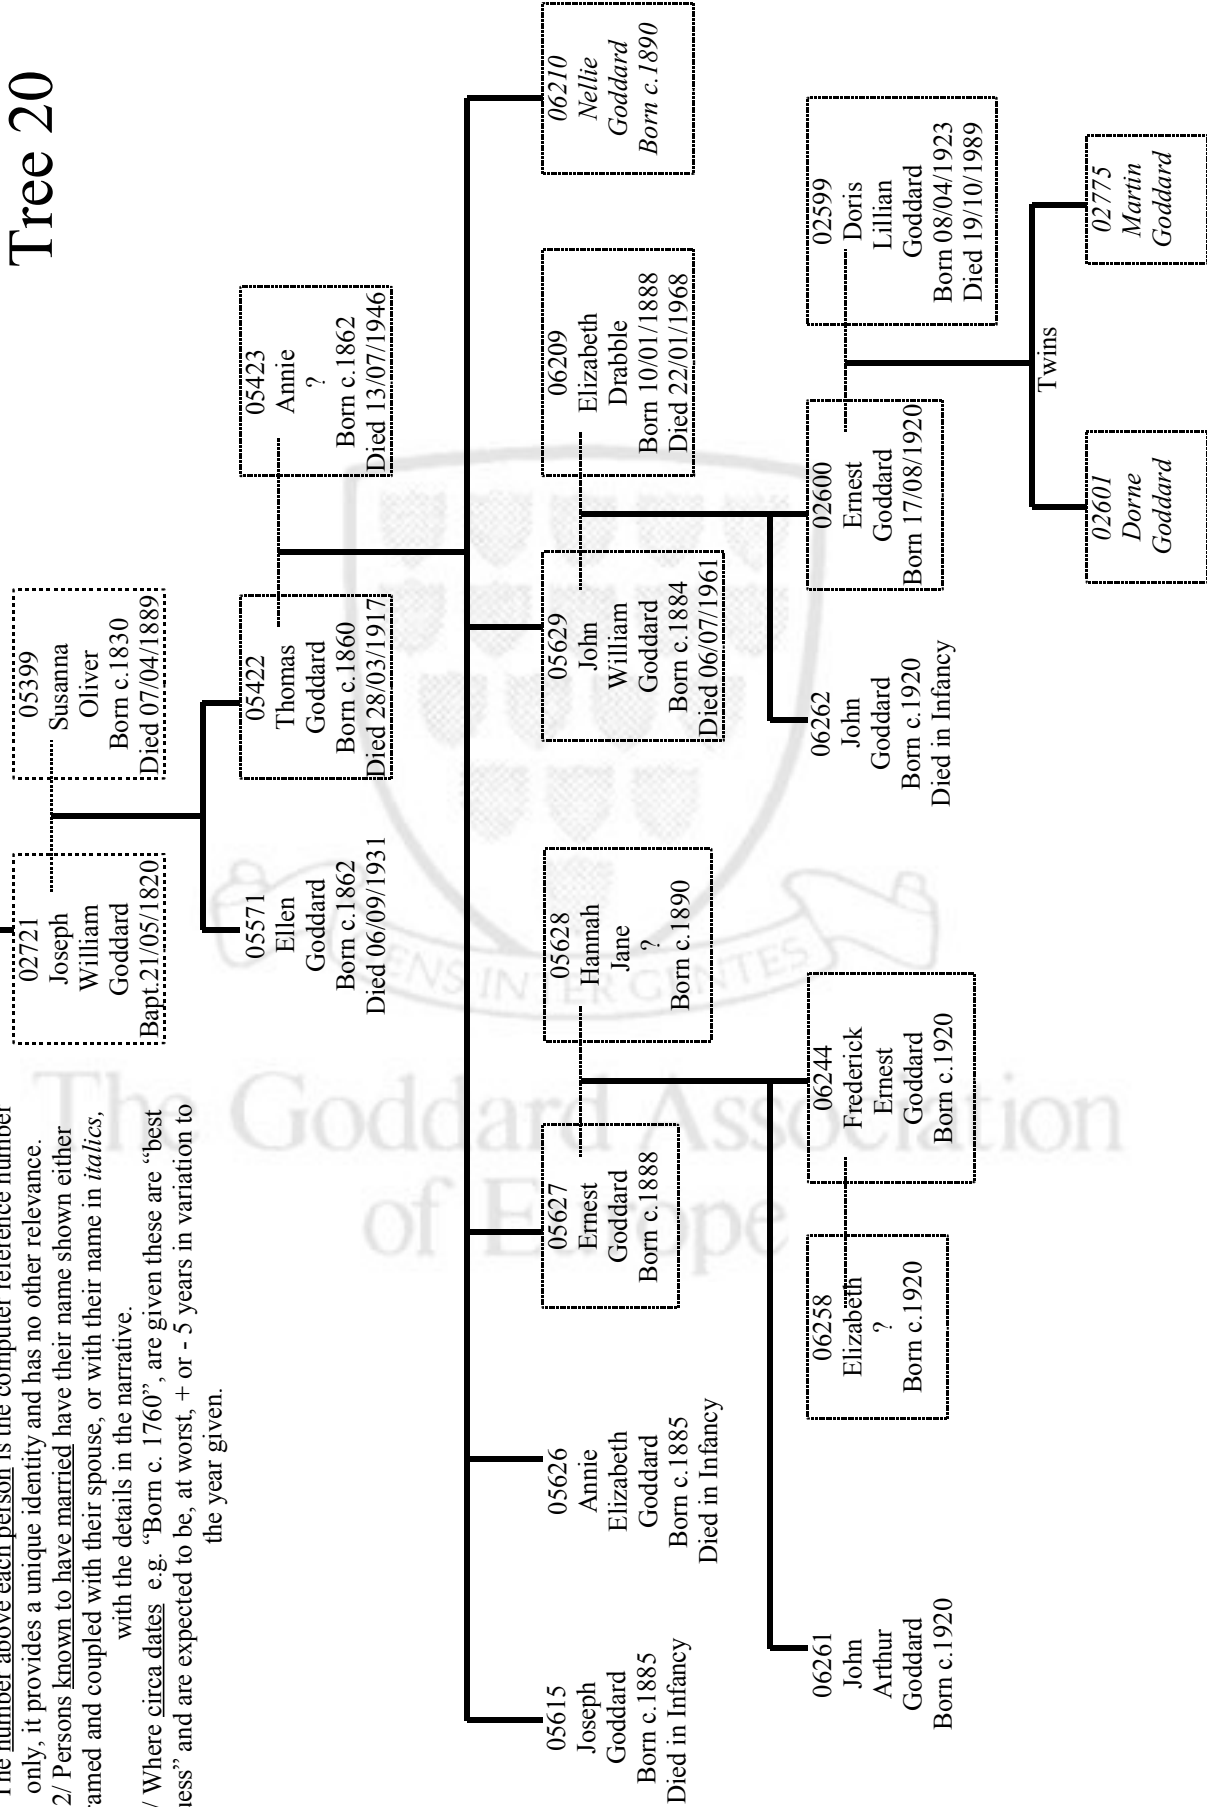 Tree 20
The number above each person is the computer reference number
only, it provides a unique identity and has no other relevance.
2/ Persons known to have married have their name shown either
ramed and coupled with their spouse, or with their name in italics,
with the details in the narrative.
/ Where circa dates e.g. “Born c. 1760”, are given these are “best
uess” and are expected to be, at worst, + or - 5 years in variation to
the year given.
02721
Joseph
William
Goddard
Bapt.21/05/1820
05399
Susanna
Oliver
Born c.1830
Died 07/04/1889
05571
Ellen
Goddard
Born c.1862
Died 06/09/1931
05422
Thomas
Goddard
Born c.1860
Died 28/03/1917
05423
Annie
?
Born c.1862
Died 13/07/1946
05615
Joseph
Goddard
Born c.1885
Died in Infancy
05626
Annie
Elizabeth
Goddard
Born c.1885
Died in Infancy
05627
Ernest
Goddard
Born c.1888
05628
Hannah
Jane
?
Born c.1890
05629
John
William
Goddard
Born c.1884
Died 06/07/1961
06209
Elizabeth
Drabble
Born 10/01/1888
Died 22/01/1968
06210
Nellie
Goddard
Born c.1890
06261
John
Arthur
Goddard
Born c.1920
06258
Elizabeth
?
Born c.1920
06244
Frederick
Ernest
Goddard
Born c.1920
06262
John
Goddard
Born c.1920
Died in Infancy
02600
Ernest
Goddard
Born 17/08/1920
02599
Doris
Lillian
Goddard
Born 08/04/1923
Died 19/10/1989
Twins
02601
Dorne
Goddard
02775
Martin
Goddard
The Goddard Association
of Europe
ENS INTER GENTES